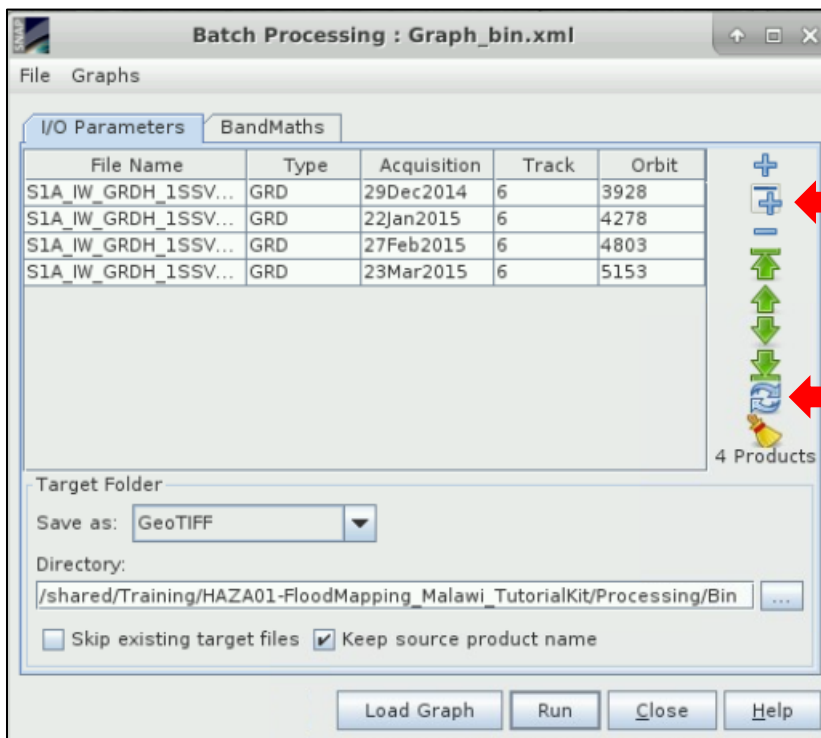 SNAP
Batch Processing : Graph_bin.xml
File Graphs
I/O Parameters BandMaths
File Name Type Acquisition Track Orbit
S1A_IW_GRDH_1SSV... GRD 29Dec2014 6 3928
S1A_IW_GRDH_1SSV... GRD 22Jan2015 6 4278
S1A_IW_GRDH_1SSV... GRD 27Feb2015 6 4803
S1A_IW_GRDH_1SSV... GRD 23Mar2015 6 5153
4 Products
Target Folder
Save as: GeoTIFF
Directory:
/shared/Training/HAZA01-FloodMapping_Malawi_TutorialKit/Processing/Bin ...
Skip existing target files Keep source product name
Load Graph Run Close Help